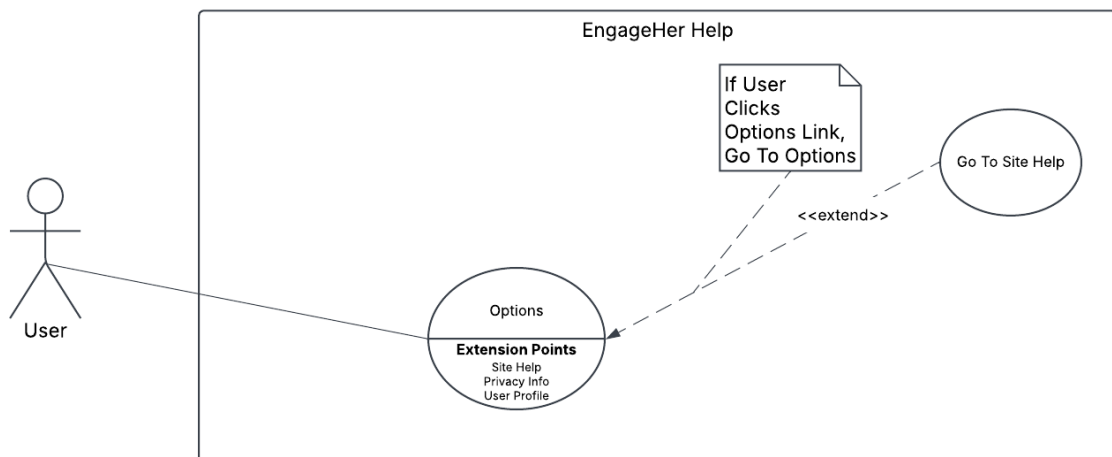 EngageHer Help
If User
Clicks
Options Link,
Go To Options
Go To Site Help
<<extend>>
Options
Extension Points
Site Help
Privacy Info
User Profile
User